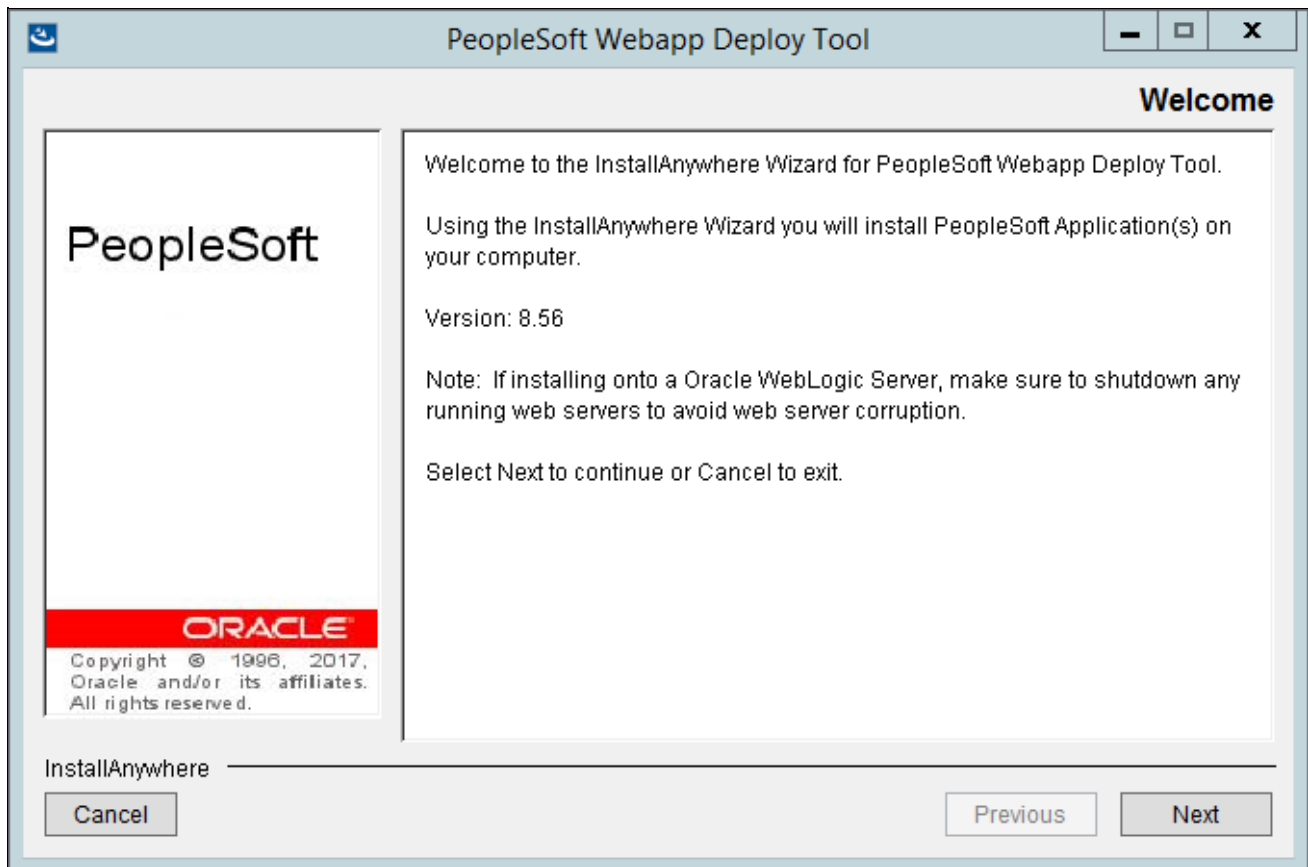 PeopleSoft Webapp Deploy Tool
Welcome
PeopleSoft
ORACLE
Copyright © 1996, 2017,
Oracle and/or its affiliates.
All rights reserved.
Welcome to the InstallAnywhere Wizard for PeopleSoft Webapp Deploy Tool.
Using the InstallAnywhere Wizard you will install PeopleSoft Application(s) on
your computer.
Version: 8.56
Note:  If installing onto a Oracle WebLogic Server, make sure to shutdown any
running web servers to avoid web server corruption.
Select Next to continue or Cancel to exit.
InstallAnywhere
Cancel
Previous
Next